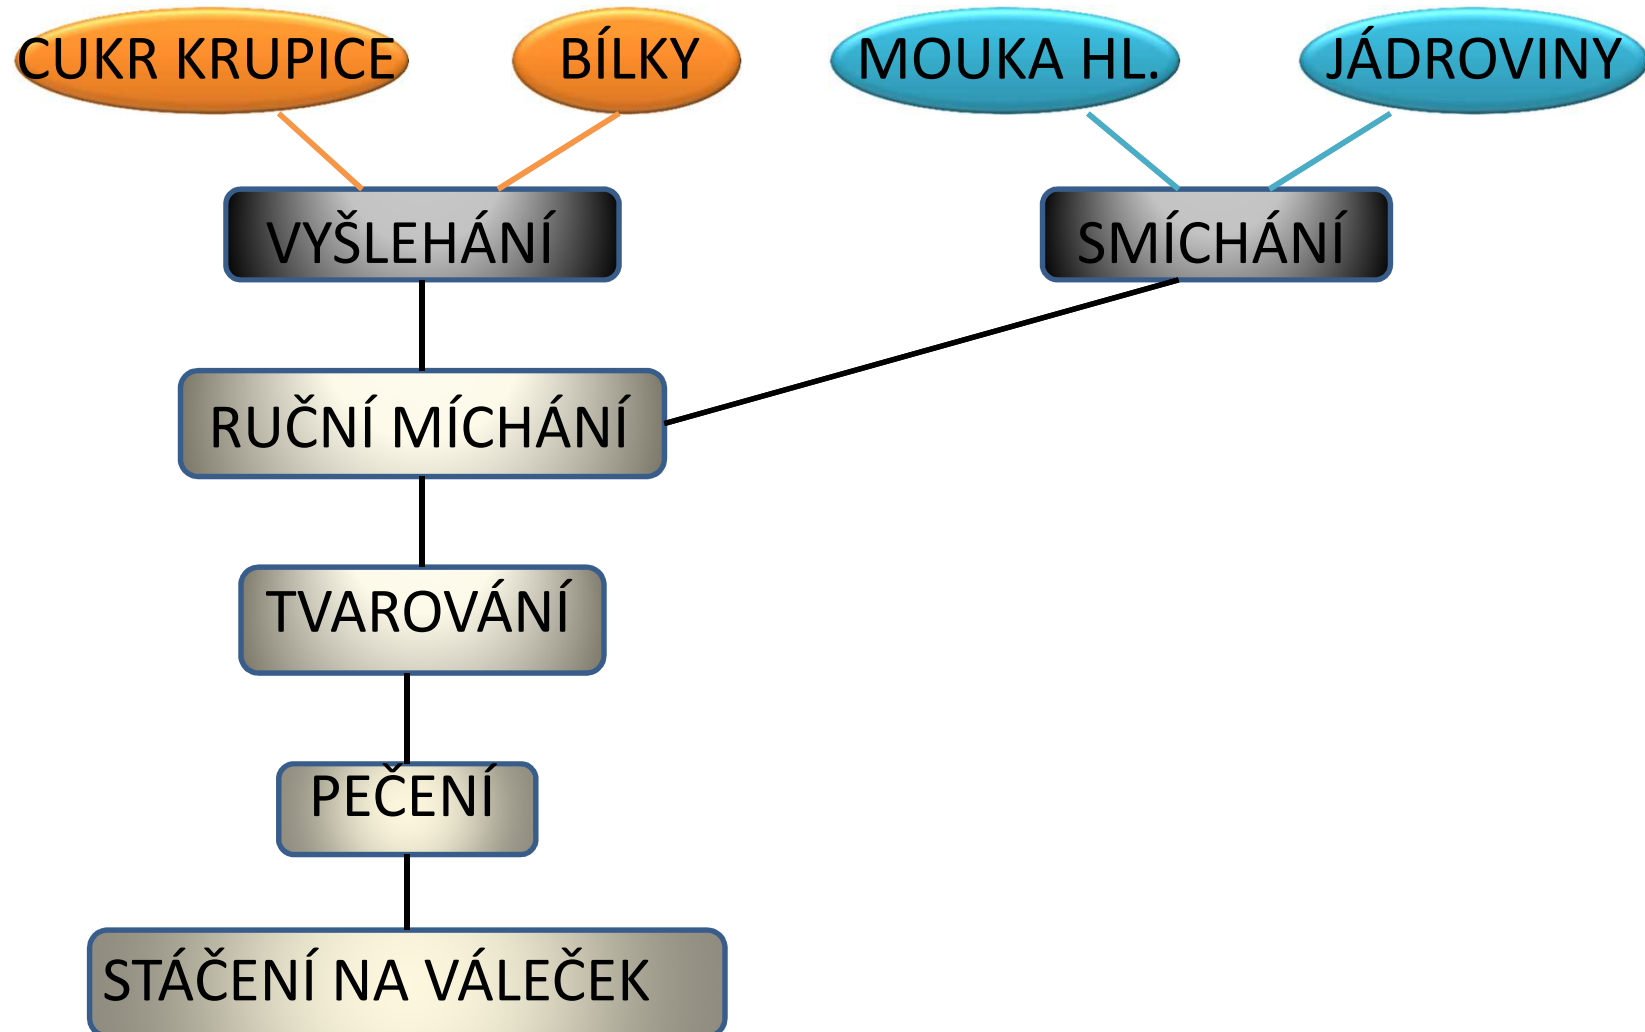 CUKR KRUPICE
BÍLKY
MOUKA HL.
JÁDROVINY
VYŠLEHÁNÍ
SMÍCHÁNÍ
RUČNÍ MÍCHÁNÍ
TVAROVÁNÍ
PEČENÍ
STÁČENÍ NA VÁLEČEK